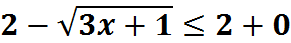 2 − √(3x + 1) ≤ 2 + 0